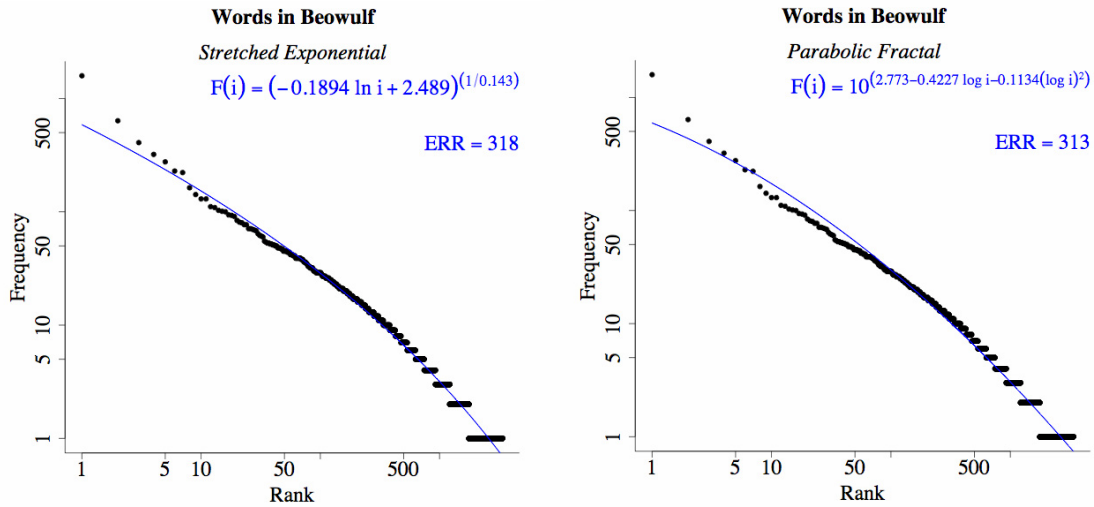 Words in Beowulf
Stretched Exponential
F(i) = (−0.1894 ln i + 2.489)^(1/0.143)
ERR = 318
Frequency
500
50
10
5
1
1 5 10 50 500
Rank
Words in Beowulf
Parabolic Fractal
F(i) = 10^(2.773−0.4227 log i−0.1134(log i)²)
ERR = 313
Frequency
500
50
10
5
1
1 5 10 50 500
Rank